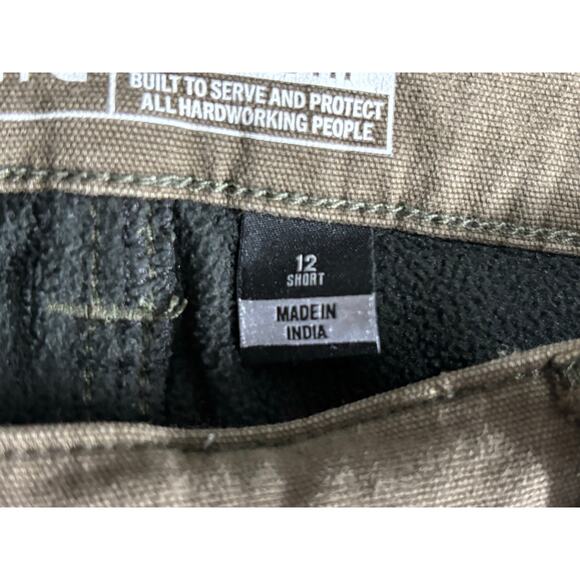 BUILT TO SERVE AND PROTECT
ALL HARDWORKING PEOPLE
12
SHORT
MADE IN
INDIA